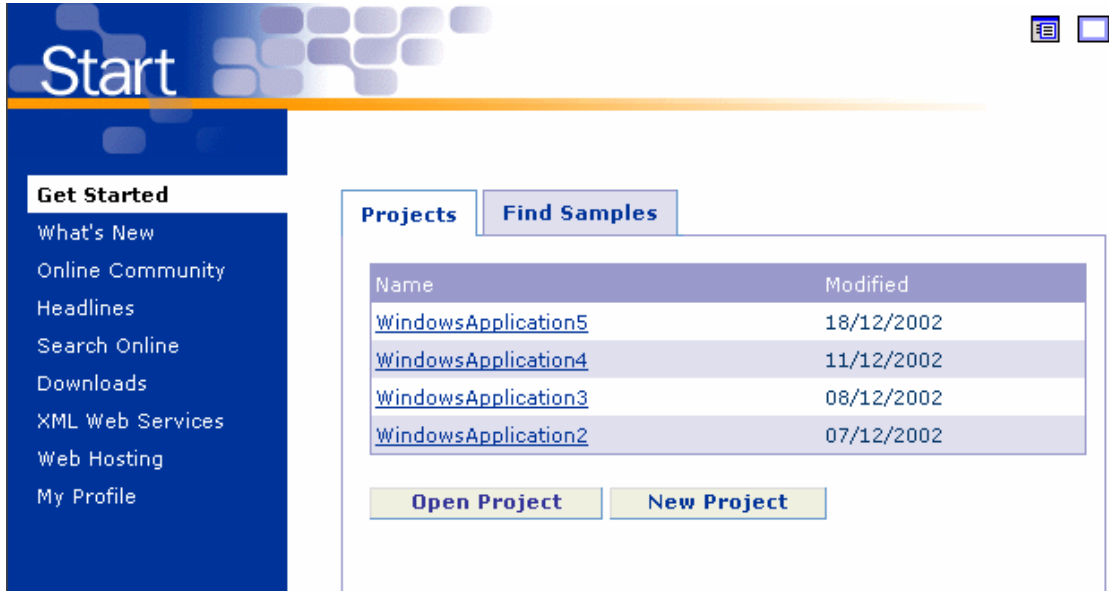 Start
Get Started
What's New
Online Community
Headlines
Search Online
Downloads
XML Web Services
Web Hosting
My Profile
Projects
Find Samples
Name Modified
WindowsApplication5 18/12/2002
WindowsApplication4 11/12/2002
WindowsApplication3 08/12/2002
WindowsApplication2 07/12/2002
Open Project
New Project